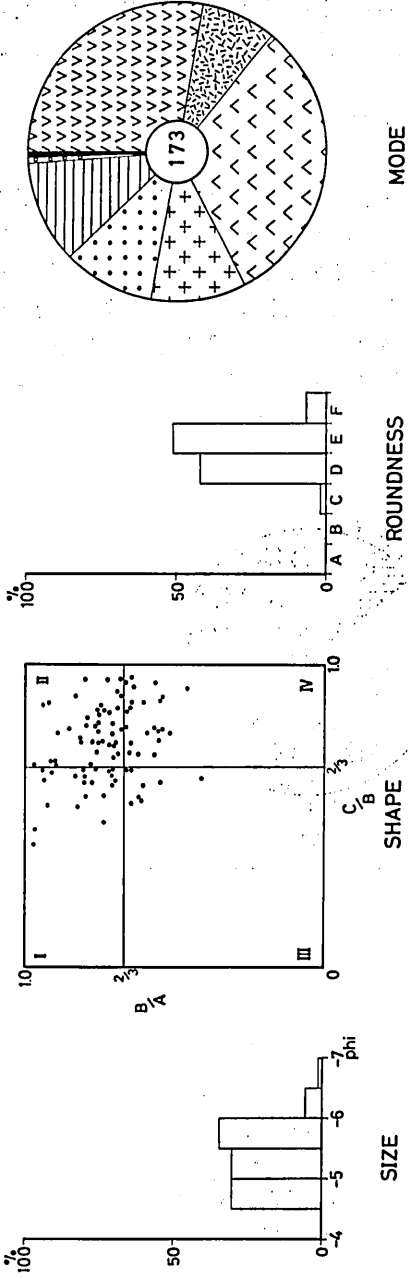 %
100
50
0
-4
-5
-6
-7
phi
SIZE
1.0
2/3
B/A
I
II
III
IV
0
2/3
1.0
C/B
SHAPE
%
100
50
0
A B C D E F
ROUNDNESS
173
MODE